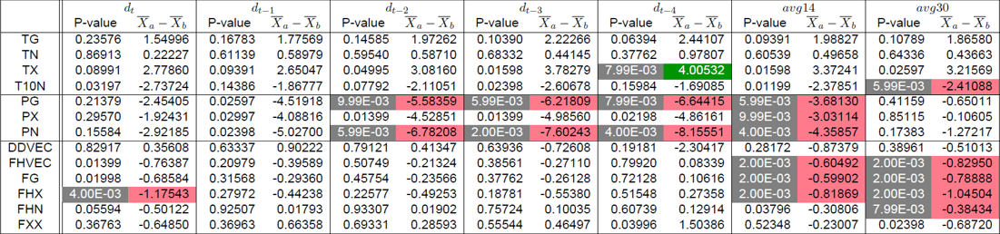 d_t d_{t−1} d_{t−2} d_{t−3} d_{t−4} avg14 avg30
P-value X̄_a − X̄_b P-value X̄_a − X̄_b P-value X̄_a − X̄_b P-value X̄_a − X̄_b P-value X̄_a − X̄_b P-value X̄_a − X̄_b P-value X̄_a − X̄_b
TG 0.23576 1.54996 0.16783 1.77569 0.14585 1.97262 0.10390 2.22266 0.06394 2.44107 0.09391 1.98827 0.10789 1.86580
TN 0.86913 0.22227 0.61139 0.58979 0.59540 0.58710 0.68332 0.44145 0.37762 0.97807 0.60539 0.49658 0.64336 0.43663
TX 0.08991 2.77860 0.09391 2.65047 0.04995 3.08160 0.01598 3.78279 7.99E-03 4.00532 0.01598 3.37241 0.02597 3.21569
T10N 0.03197 -2.73724 0.14386 -1.86777 0.07792 -2.11051 0.02398 -2.60678 0.15984 -1.69085 0.01199 -2.37851 5.99E-03 -2.41088
PG 0.21379 -2.45405 0.02597 -4.51918 9.99E-03 -5.58359 5.99E-03 -6.21809 7.99E-03 -6.64415 5.99E-03 -3.68130 0.41159 -0.65011
PX 0.29570 -1.92431 0.02997 -4.08816 0.01399 -4.52851 0.01399 -4.98560 0.02198 -4.86161 9.99E-03 -3.03114 0.85115 -0.10605
PN 0.15584 -2.92185 0.02398 -5.02700 5.99E-03 -6.78208 2.00E-03 -7.60243 4.00E-03 -8.15551 4.00E-03 -4.35857 0.17383 -1.27217
DDVEC 0.82917 0.35608 0.63337 0.90222 0.79121 0.41347 0.63936 -0.72608 0.19181 -2.30417 0.28172 -0.87379 0.38961 -0.51013
FHVEC 0.01399 -0.76387 0.20979 -0.39589 0.50749 -0.21324 0.38561 -0.27110 0.79920 0.08339 2.00E-03 -0.60492 2.00E-03 -0.82950
FG 0.01998 -0.68584 0.31568 -0.29360 0.45754 -0.23566 0.37762 -0.26128 0.72128 0.10616 2.00E-03 -0.59902 2.00E-03 -0.78888
FHX 4.00E-03 -1.17543 0.27972 -0.44238 0.22577 -0.49253 0.18781 -0.55380 0.51548 0.27358 2.00E-03 -0.81869 2.00E-03 -1.04504
FHN 0.05594 -0.50122 0.92507 0.01793 0.93307 0.01902 0.75724 0.10035 0.60739 0.12914 0.03796 -0.30806 7.99E-03 -0.38434
FXX 0.36763 -0.64850 0.36963 0.66358 0.69331 0.28593 0.55544 0.46497 0.03996 1.50386 0.52348 -0.23007 0.02398 -0.68720